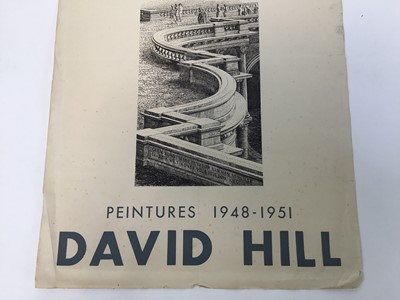 PEINTURES 1948-1951
DAVID HILL